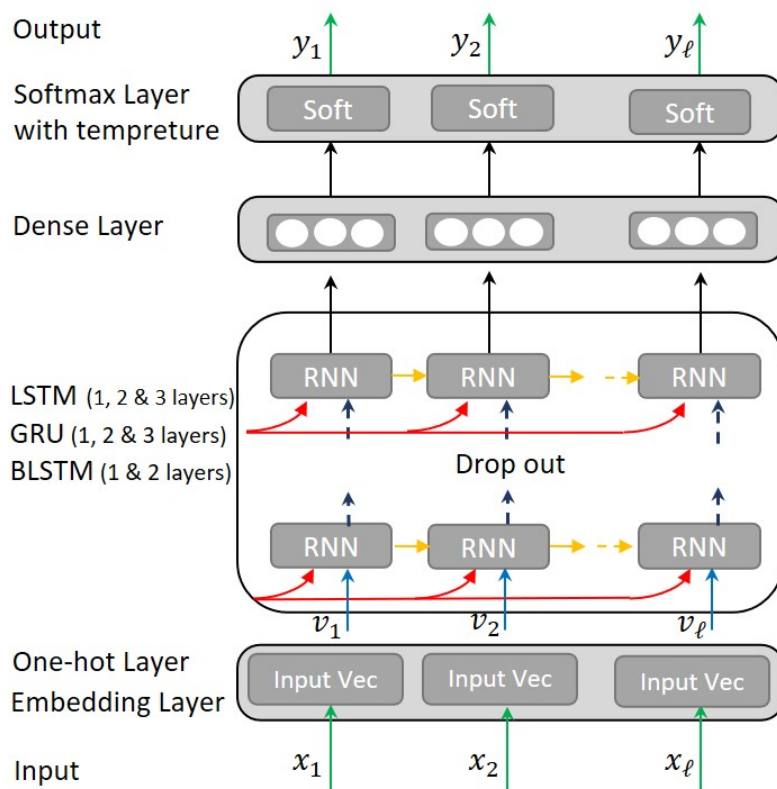 Output
y₁ y₂ yℓ
Softmax Layer
with tempreture
Soft Soft Soft
Dense Layer
RNN RNN RNN
LSTM (1, 2 & 3 layers)
GRU (1, 2 & 3 layers)
BLSTM (1 & 2 layers)
Drop out
RNN RNN RNN
v₁ v₂ vℓ
One-hot Layer
Embedding Layer
Input Vec Input Vec Input Vec
Input
x₁ x₂ xℓ